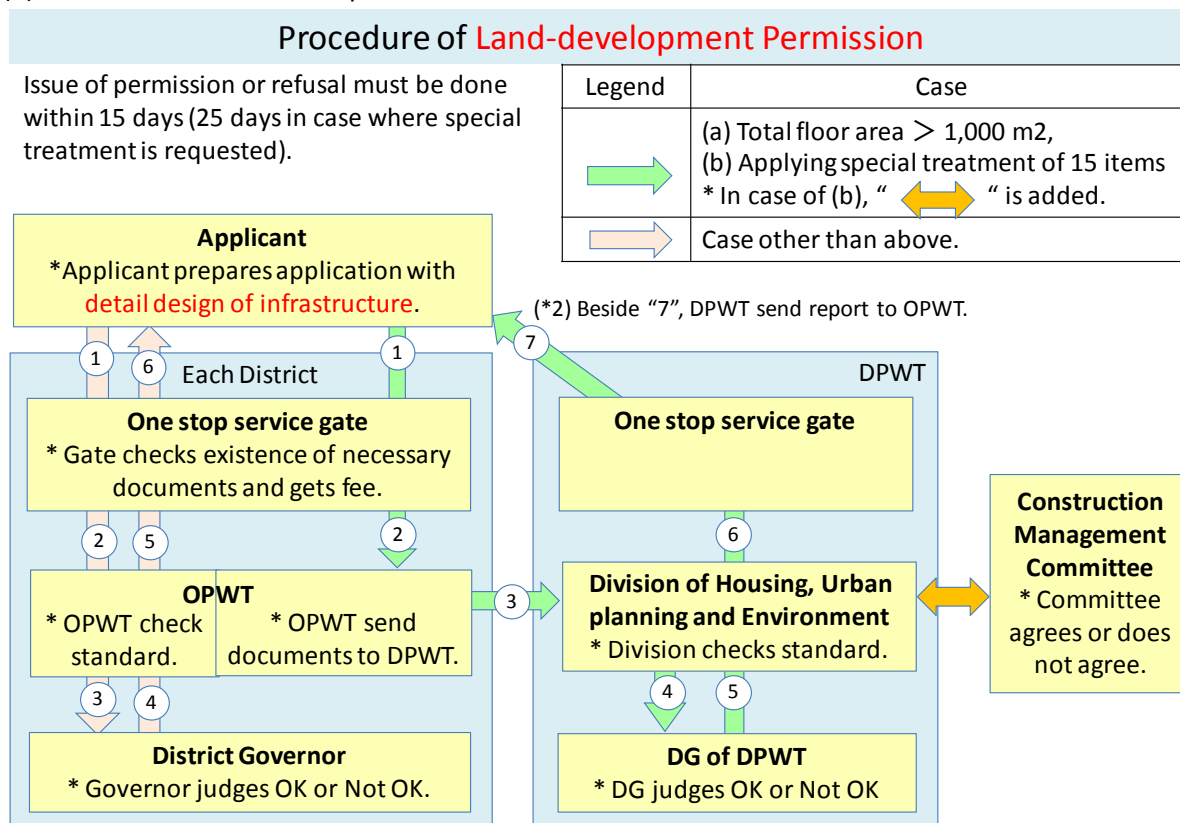 Procedure of Land-development Permission
Issue of permission or refusal must be done
within 15 days (25 days in case where special
treatment is requested).
Legend
Case
(a) Total floor area ＞ 1,000 m2,
(b) Applying special treatment of 15 items
* In case of (b), “ “ is added.
Case other than above.
Applicant
*Applicant prepares application with
detail design of infrastructure.
(*2) Beside “7”, DPWT send report to OPWT.
1
6
1
7
Each District
DPWT
One stop service gate
* Gate checks existence of necessary
documents and gets fee.
One stop service gate
2
5
2
6
OPWT
* OPWT check
standard.
* OPWT send
documents to DPWT.
3
Division of Housing, Urban
planning and Environment
* Division checks standard.
Construction
Management
Committee
* Committee
agrees or does
not agree.
3
4
4
5
District Governor
* Governor judges OK or Not OK.
DG of DPWT
* DG judges OK or Not OK